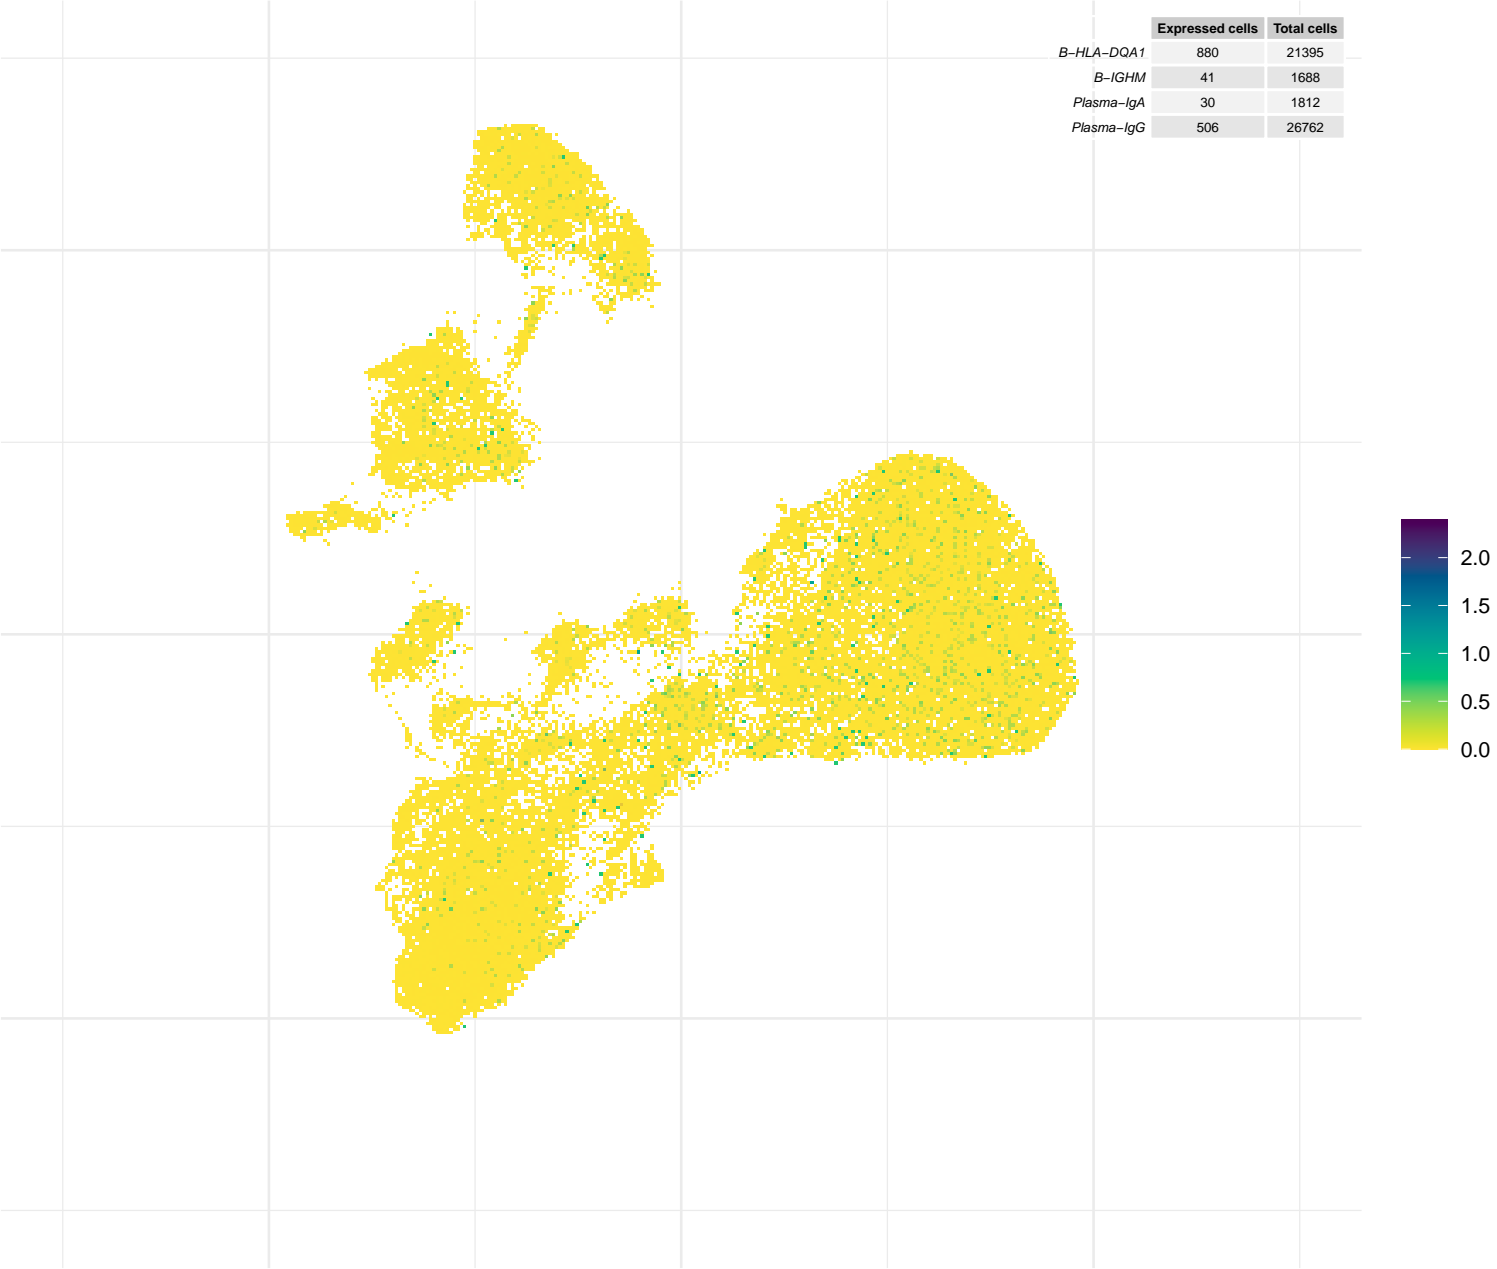 Expressed cells Total cells
B−HLA−DQA1 880 21395
B−IGHM 41 1688
Plasma−IgA 30 1812
Plasma−IgG 506 26762
2.0
1.5
1.0
0.5
0.0